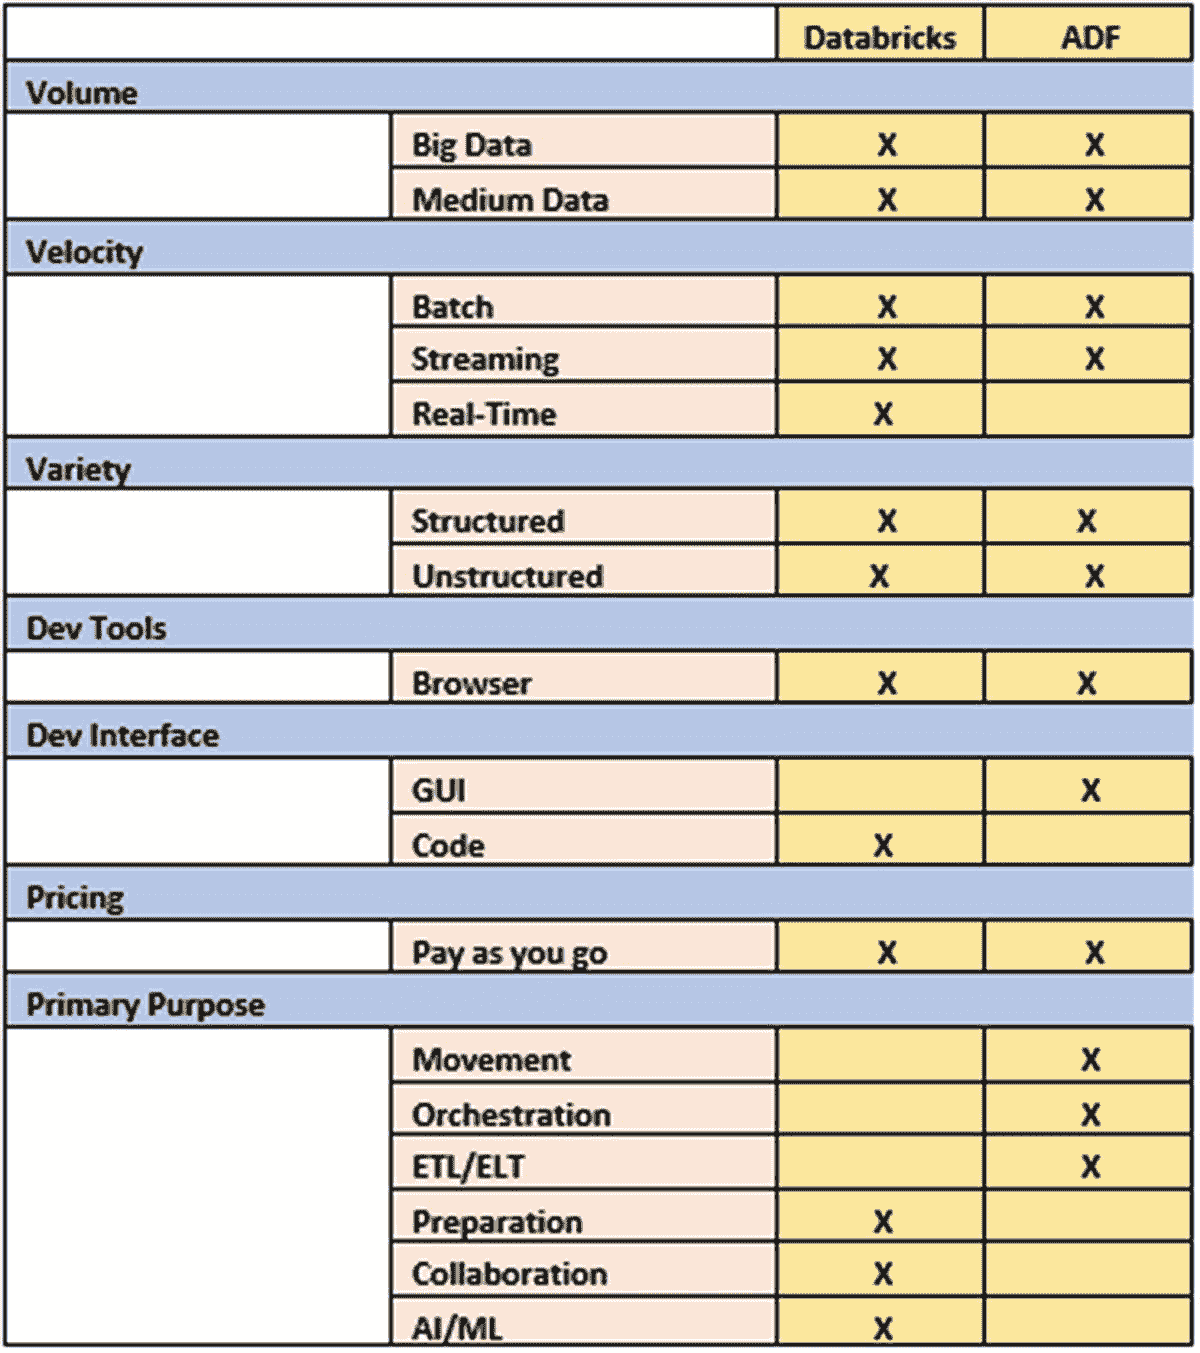 Databricks ADF
Volume
Big Data X X
Medium Data X X
Velocity
Batch X X
Streaming X X
Real-Time X
Variety
Structured X X
Unstructured X X
Dev Tools
Browser X X
Dev Interface
GUI X
Code X
Pricing
Pay as you go X X
Primary Purpose
Movement X
Orchestration X
ETL/ELT X
Preparation X
Collaboration X
AI/ML X